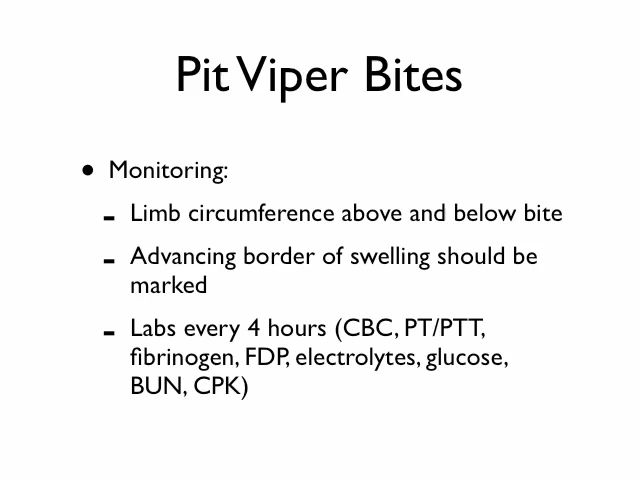 Pit Viper Bites
• Monitoring:
- Limb circumference above and below bite
- Advancing border of swelling should be
marked
- Labs every 4 hours (CBC, PT/PTT,
fibrinogen, FDP, electrolytes, glucose,
BUN, CPK)